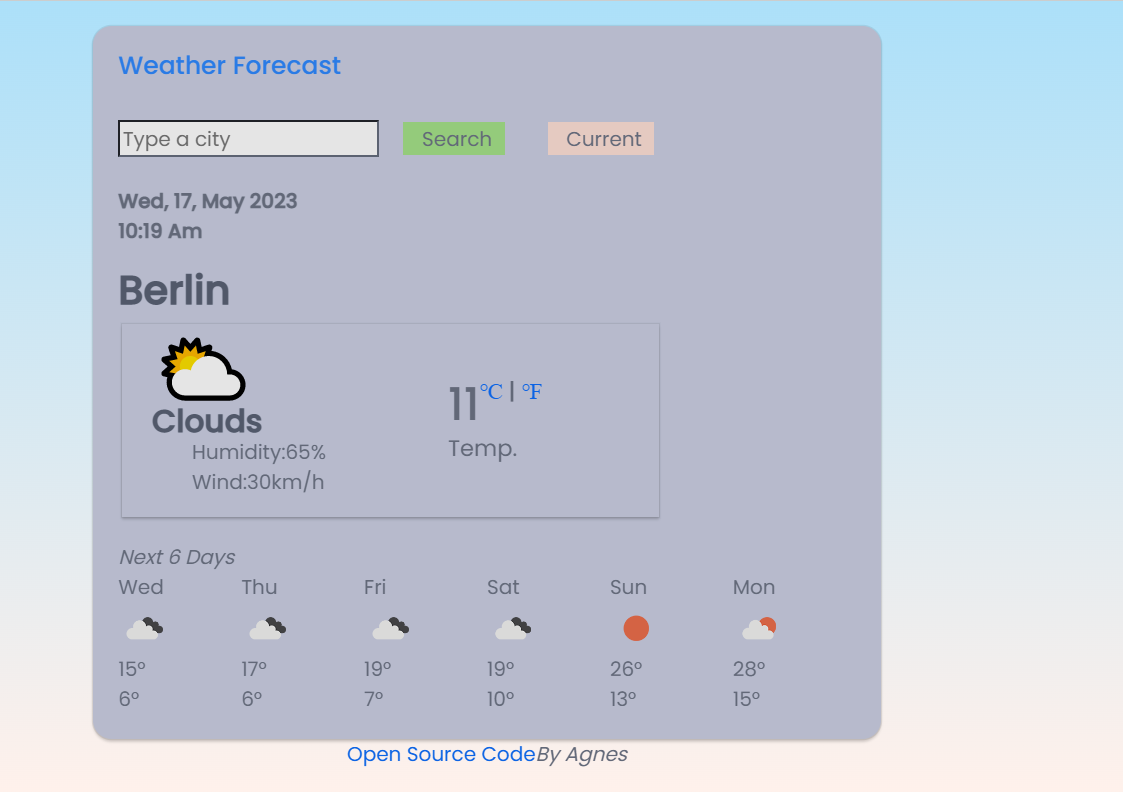 Weather Forecast
Type a city Search Current
Wed, 17, May 2023
10:19 Am
Berlin
Clouds
Humidity:65%
Wind:30km/h
11°C | °F
Temp.
Next 6 Days
Wed Thu Fri Sat Sun Mon
15° 17° 19° 19° 26° 28°
6° 6° 7° 10° 13° 15°
Open Source CodeBy Agnes